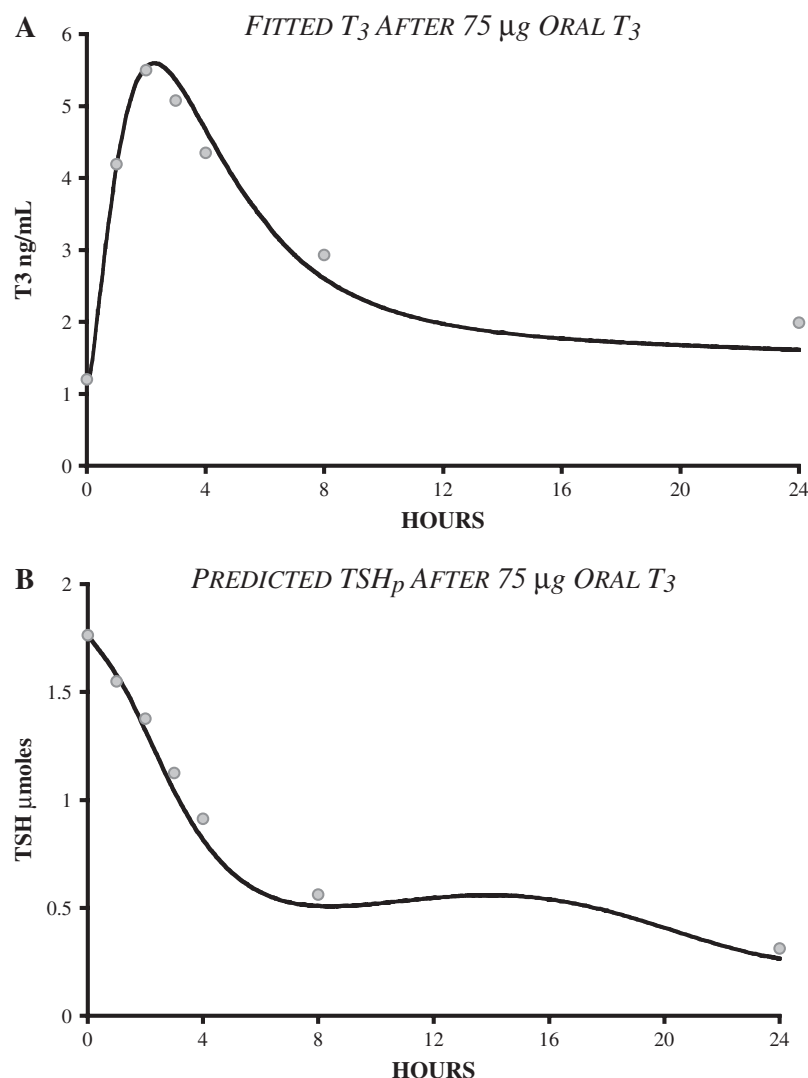 A
FITTED T3 AFTER 75 μg ORAL T3
6
5
4
3
2
1
0
T3 ng/mL
0 4 8 12 16 20 24
HOURS
B
PREDICTED TSHp AFTER 75 μg ORAL T3
2
1.5
1
0.5
0
TSH μmoles
0 4 8 12 16 20 24
HOURS